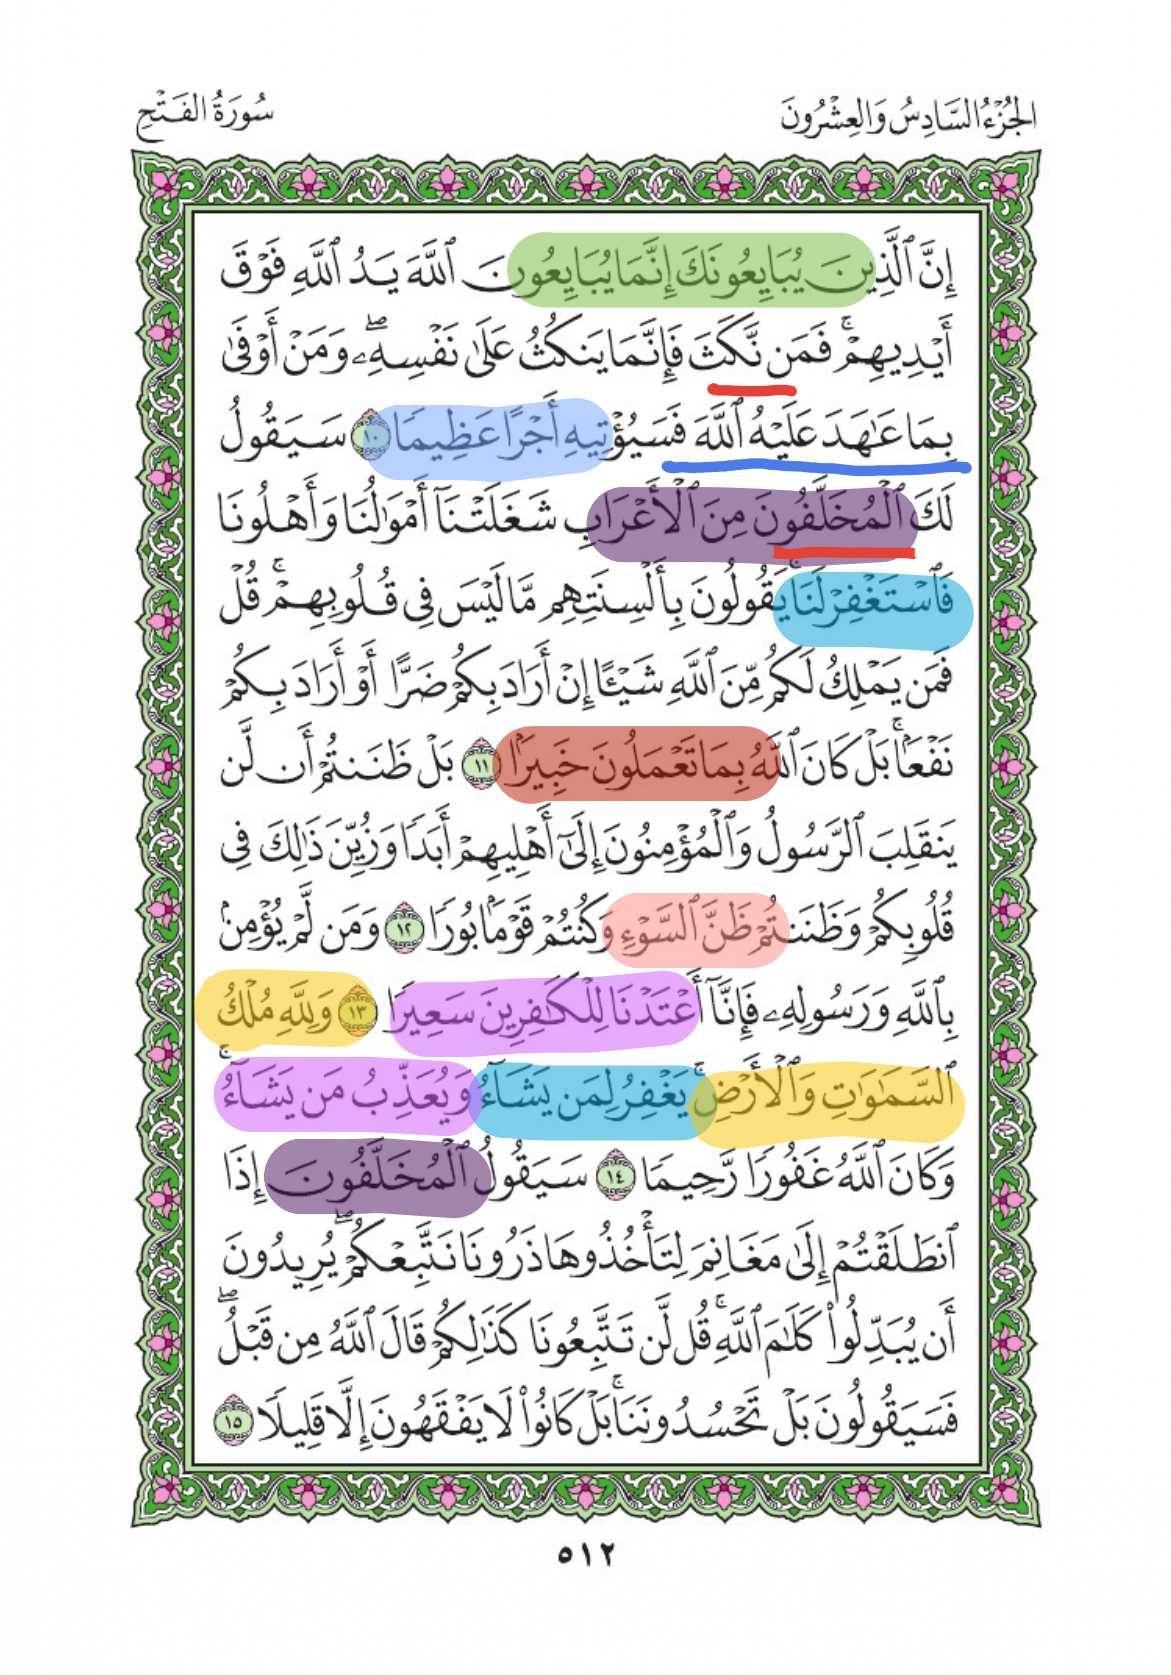 الجُزْءُ السَّادِسُ وَالعِشْرُونَ
سُورَةُ الفَتْحِ
إِنَّ ٱلَّذِينَ يُبَايِعُونَكَ إِنَّمَا يُبَايِعُونَ ٱللَّهَ يَدُ ٱللَّهِ فَوْقَ
أَيْدِيهِمْۚ فَمَن نَّكَثَ فَإِنَّمَا يَنكُثُ عَلَىٰ نَفْسِهِۦۖ وَمَنْ أَوْفَىٰ
بِمَا عَٰهَدَ عَلَيْهُ ٱللَّهَ فَسَيُؤْتِيهِ أَجْرًا عَظِيمًا ١٠ سَيَقُولُ
لَكَ ٱلْمُخَلَّفُونَ مِنَ ٱلْأَعْرَابِ شَغَلَتْنَآ أَمْوَٰلُنَا وَأَهْلُونَا
فَٱسْتَغْفِرْ لَنَاۚ يَقُولُونَ بِأَلْسِنَتِهِم مَّا لَيْسَ فِى قُلُوبِهِمْۚ قُلْ
فَمَن يَمْلِكُ لَكُم مِّنَ ٱللَّهِ شَيْـًٔا إِنْ أَرَادَ بِكُمْ ضَرًّا أَوْ أَرَادَ بِكُمْ
نَفْعَۢاۚ بَلْ كَانَ ٱللَّهُ بِمَا تَعْمَلُونَ خَبِيرَۢا ١١ بَلْ ظَنَنتُمْ أَن لَّن
يَنقَلِبَ ٱلرَّسُولُ وَٱلْمُؤْمِنُونَ إِلَىٰٓ أَهْلِيهِمْ أَبَدًا وَزُيِّنَ ذَٰلِكَ فِى
قُلُوبِكُمْ وَظَنَنتُمْ ظَنَّ ٱلسَّوْءِ وَكُنتُمْ قَوْمَۢا بُورًا ١٢ وَمَن لَّمْ يُؤْمِنۢ
بِٱللَّهِ وَرَسُولِهِۦ فَإِنَّآ أَعْتَدْنَا لِلْكَٰفِرِينَ سَعِيرًا ١٣ وَلِلَّهِ مُلْكُ
ٱلسَّمَٰوَٰتِ وَٱلْأَرْضِۚ يَغْفِرُ لِمَن يَشَآءُ وَيُعَذِّبُ مَن يَشَآءُۚ
وَكَانَ ٱللَّهُ غَفُورًا رَّحِيمًا ١٤ سَيَقُولُ ٱلْمُخَلَّفُونَ إِذَا
ٱنطَلَقْتُمْ إِلَىٰ مَغَانِمَ لِتَأْخُذُوهَا ذَرُونَا نَتَّبِعْكُمْۖ يُرِيدُونَ
أَن يُبَدِّلُوا۟ كَلَٰمَ ٱللَّهِۚ قُل لَّن تَتَّبِعُونَا كَذَٰلِكُمْ قَالَ ٱللَّهُ مِن قَبْلُۖ
فَسَيَقُولُونَ بَلْ تَحْسُدُونَنَاۚ بَلْ كَانُوا۟ لَا يَفْقَهُونَ إِلَّا قَلِيلًا ١٥
٥١٢